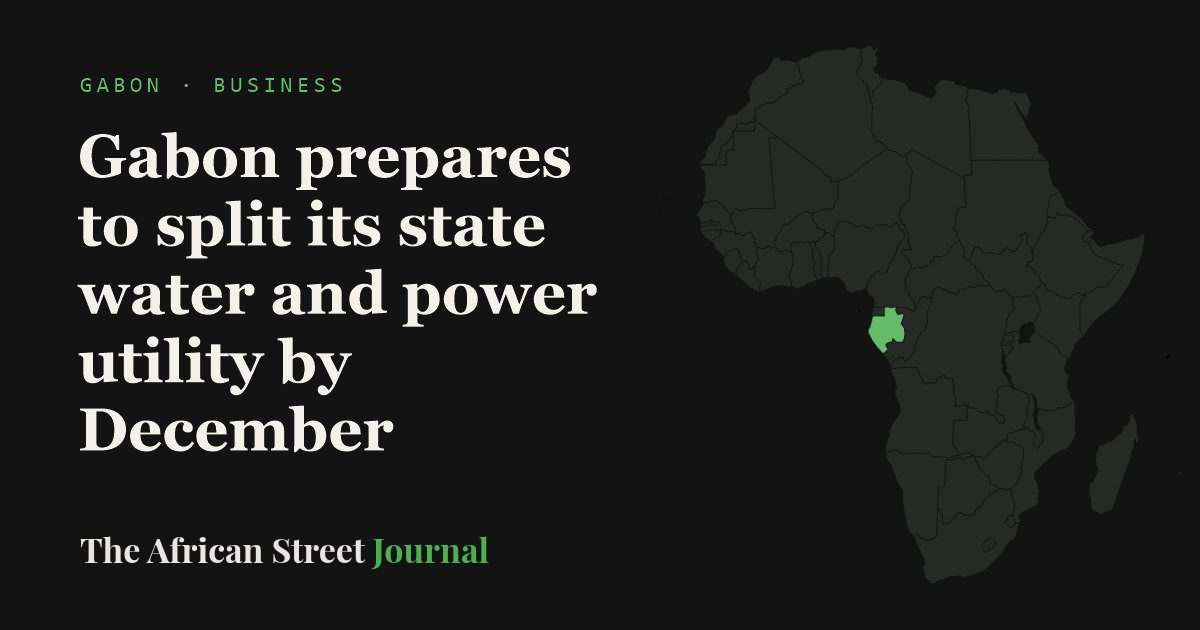 GABON · BUSINESS
Gabon prepares
to split its state
water and power
utility by
December
The African Street Journal